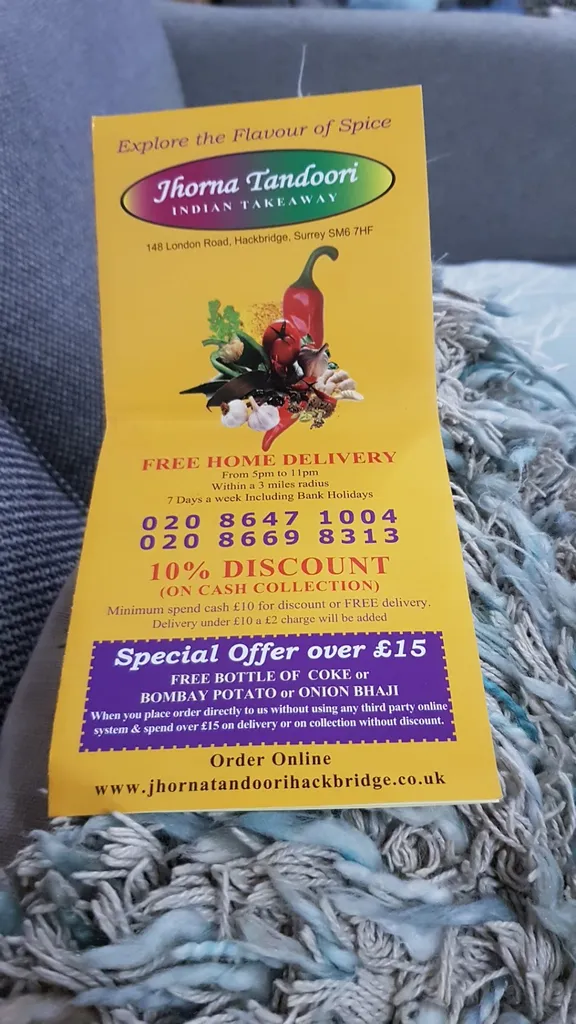 Explore the Flavour of Spice
Jhorna Tandoori
INDIAN TAKEAWAY
148 London Road, Hackbridge, Surrey SM6 7HF
FREE HOME DELIVERY
From 5pm to 11pm
Within a 3 miles radius
7 Days a week Including Bank Holidays
020 8647 1004
020 8669 8313
10% DISCOUNT
(ON CASH COLLECTION)
Minimum spend cash £10 for discount or FREE delivery.
Delivery under £10 a £2 charge will be added
Special Offer over £15
FREE BOTTLE OF COKE or
BOMBAY POTATO or ONION BHAJI
When you place order directly to us without using any third party online
system & spend over £15 on delivery or on collection without discount.
Order Online
www.jhornatandoorihackbridge.co.uk